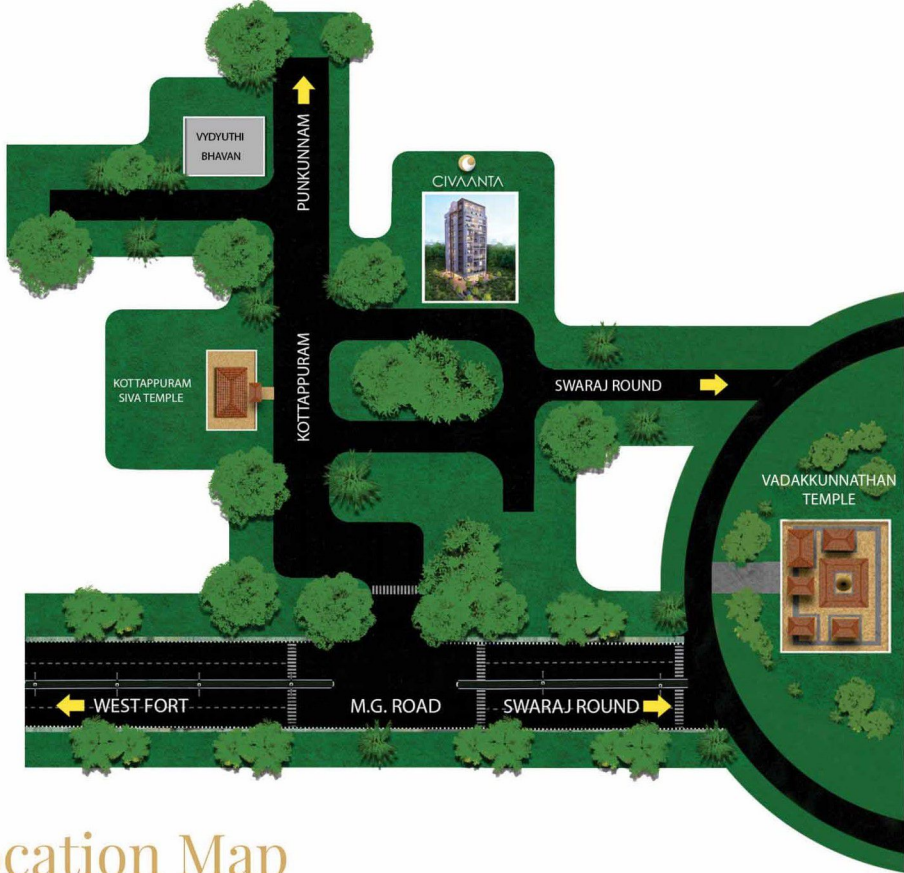 VYDYUTHI
BHAVAN
PUNKUNNAM
CIVAANTA
KOTTAPPURAM
SIVA TEMPLE
KOTTAPPURAM
SWARAJ ROUND
VADAKKUNNATHAN
TEMPLE
WEST FORT
M.G. ROAD
SWARAJ ROUND
cation Map